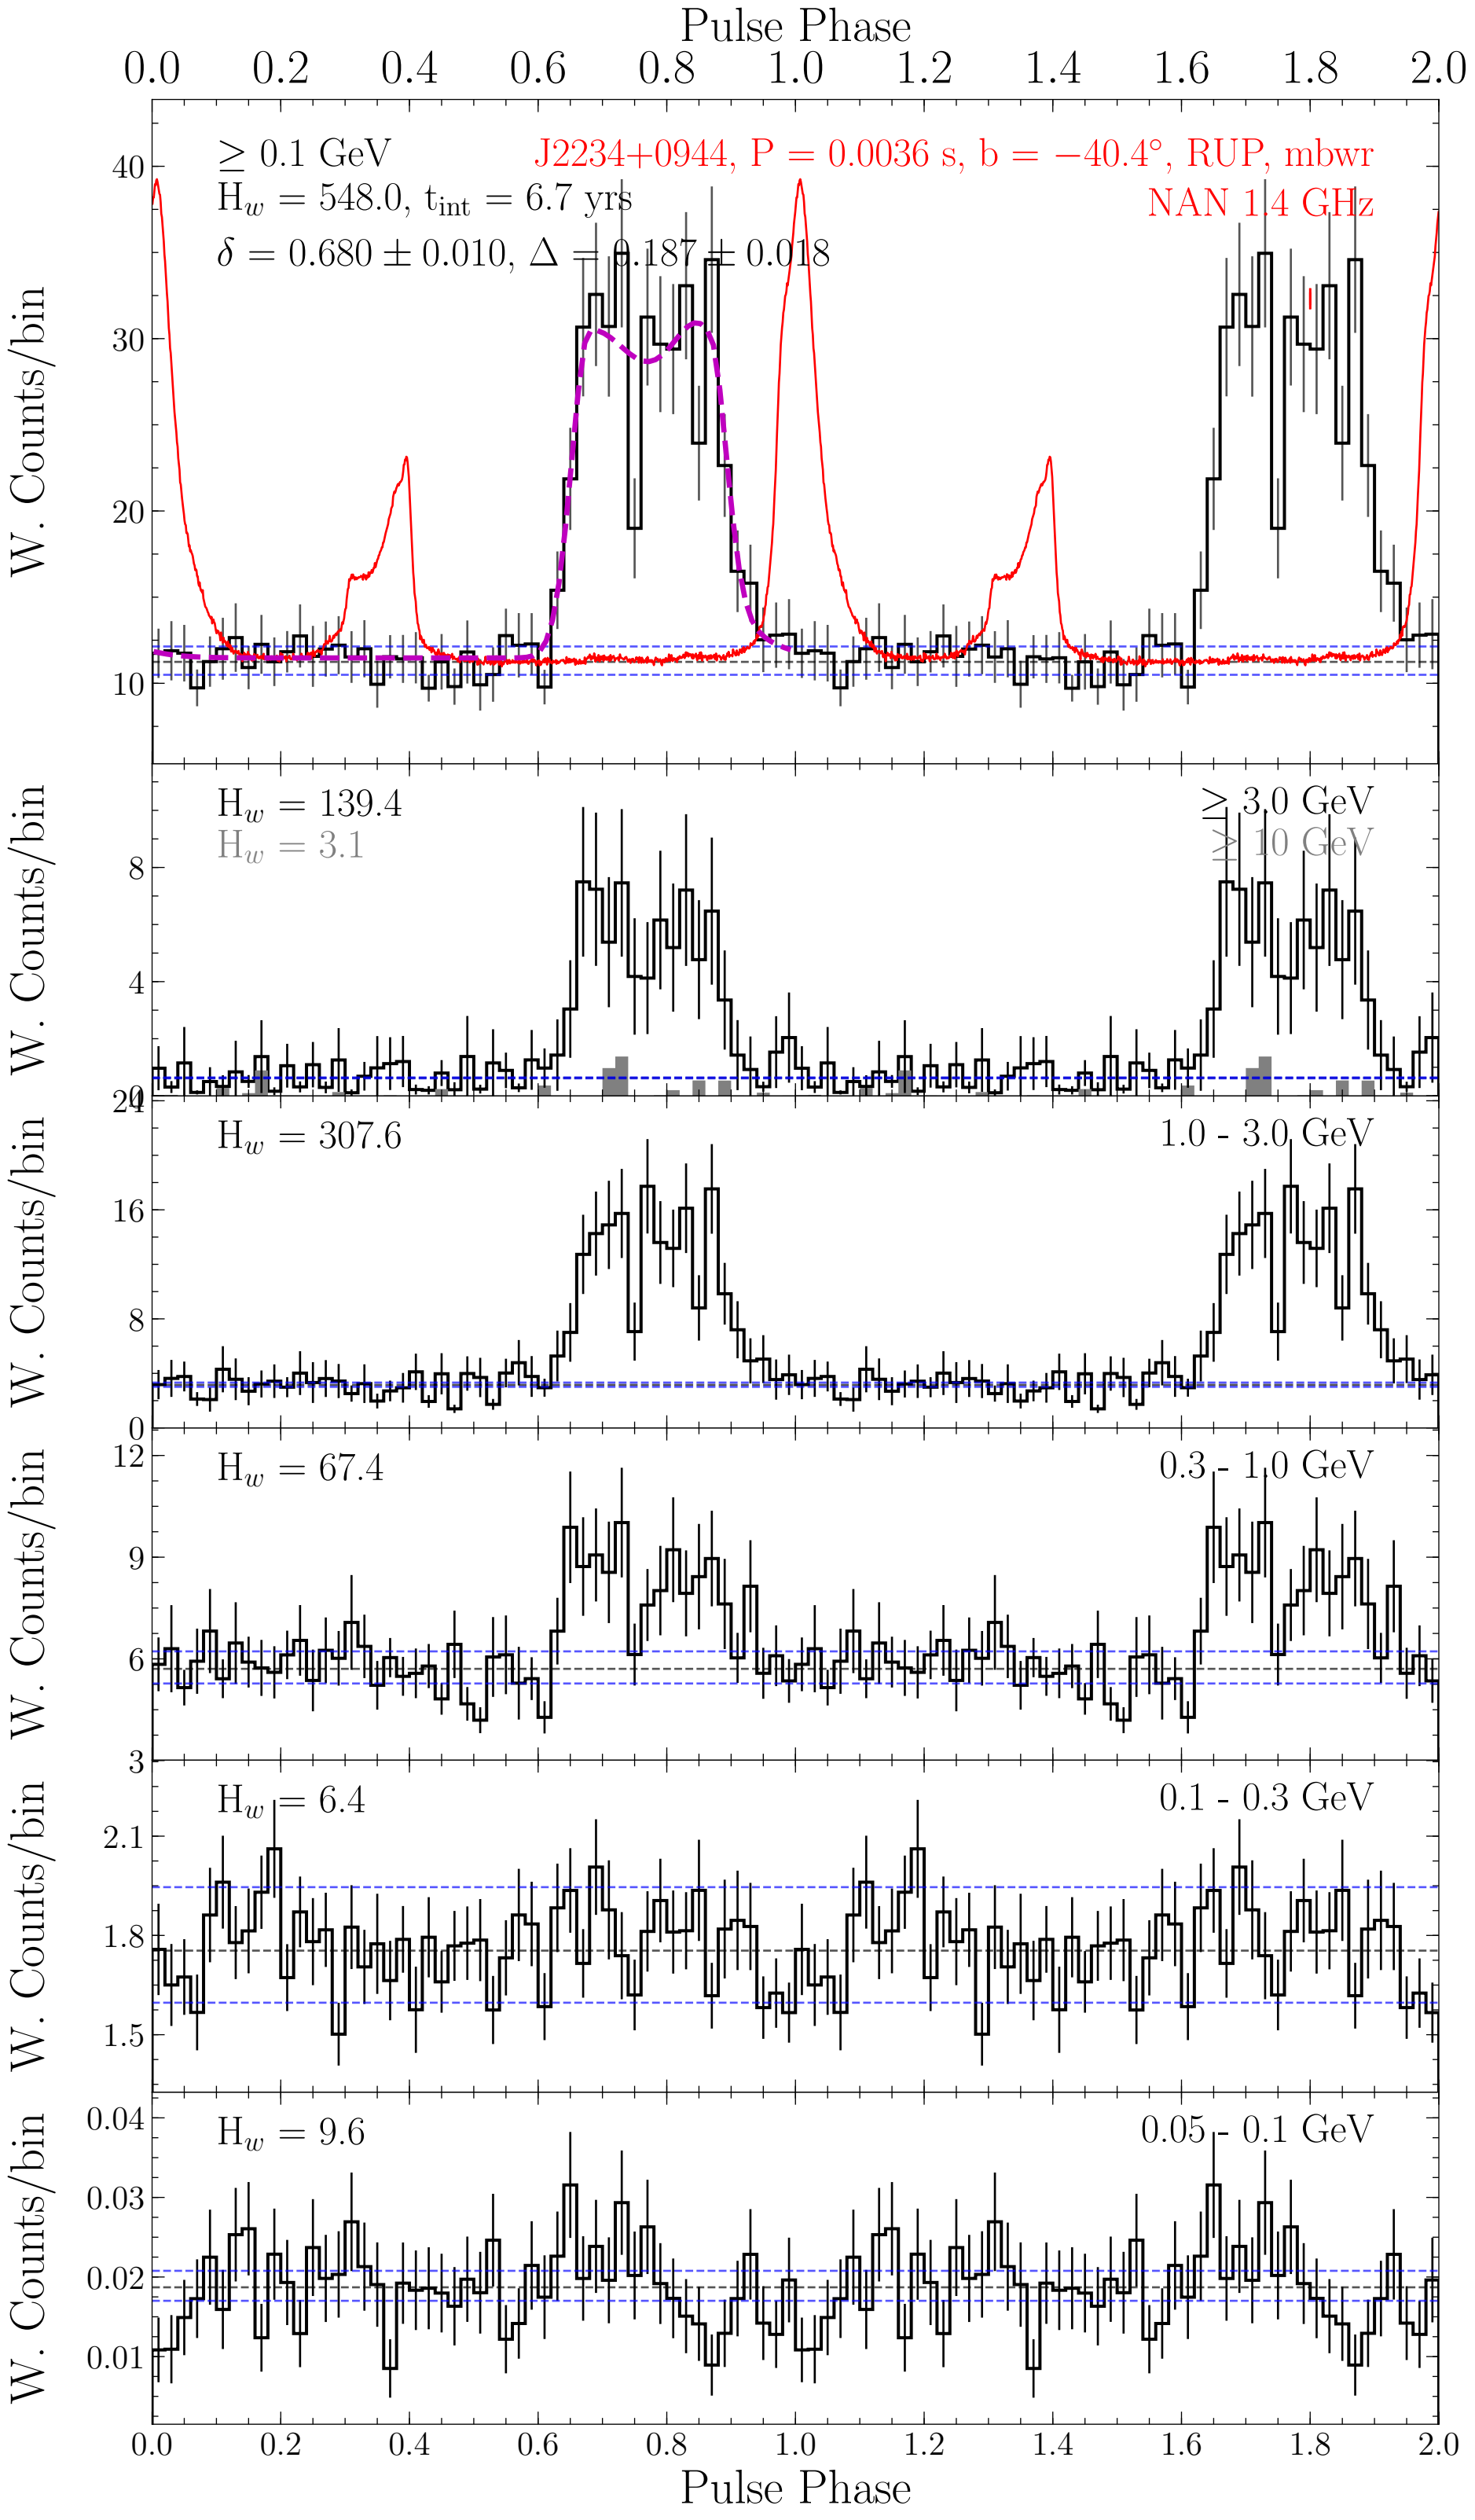 Pulse Phase
0.0 0.2 0.4 0.6 0.8 1.0 1.2 1.4 1.6 1.8 2.0
≥ 0.1 GeV
J2234+0944, P = 0.0036 s, b = −40.4°, RUP, mbwr
H_w = 548.0, t_int = 6.7 yrs
NAN 1.4 GHz
δ = 0.680 ± 0.010, Δ = 0.187 ± 0.018
W. Counts/bin
40
30
20
10
H_w = 139.4
≥ 3.0 GeV
H_w = 3.1
≥ 10 GeV
W. Counts/bin
8
4
0
H_w = 307.6
1.0 - 3.0 GeV
W. Counts/bin
24
16
8
0
H_w = 67.4
0.3 - 1.0 GeV
W. Counts/bin
12
9
6
3
H_w = 6.4
0.1 - 0.3 GeV
W. Counts/bin
2.1
1.8
1.5
H_w = 9.6
0.05 - 0.1 GeV
W. Counts/bin
0.04
0.03
0.02
0.01
0.0 0.2 0.4 0.6 0.8 1.0 1.2 1.4 1.6 1.8 2.0
Pulse Phase